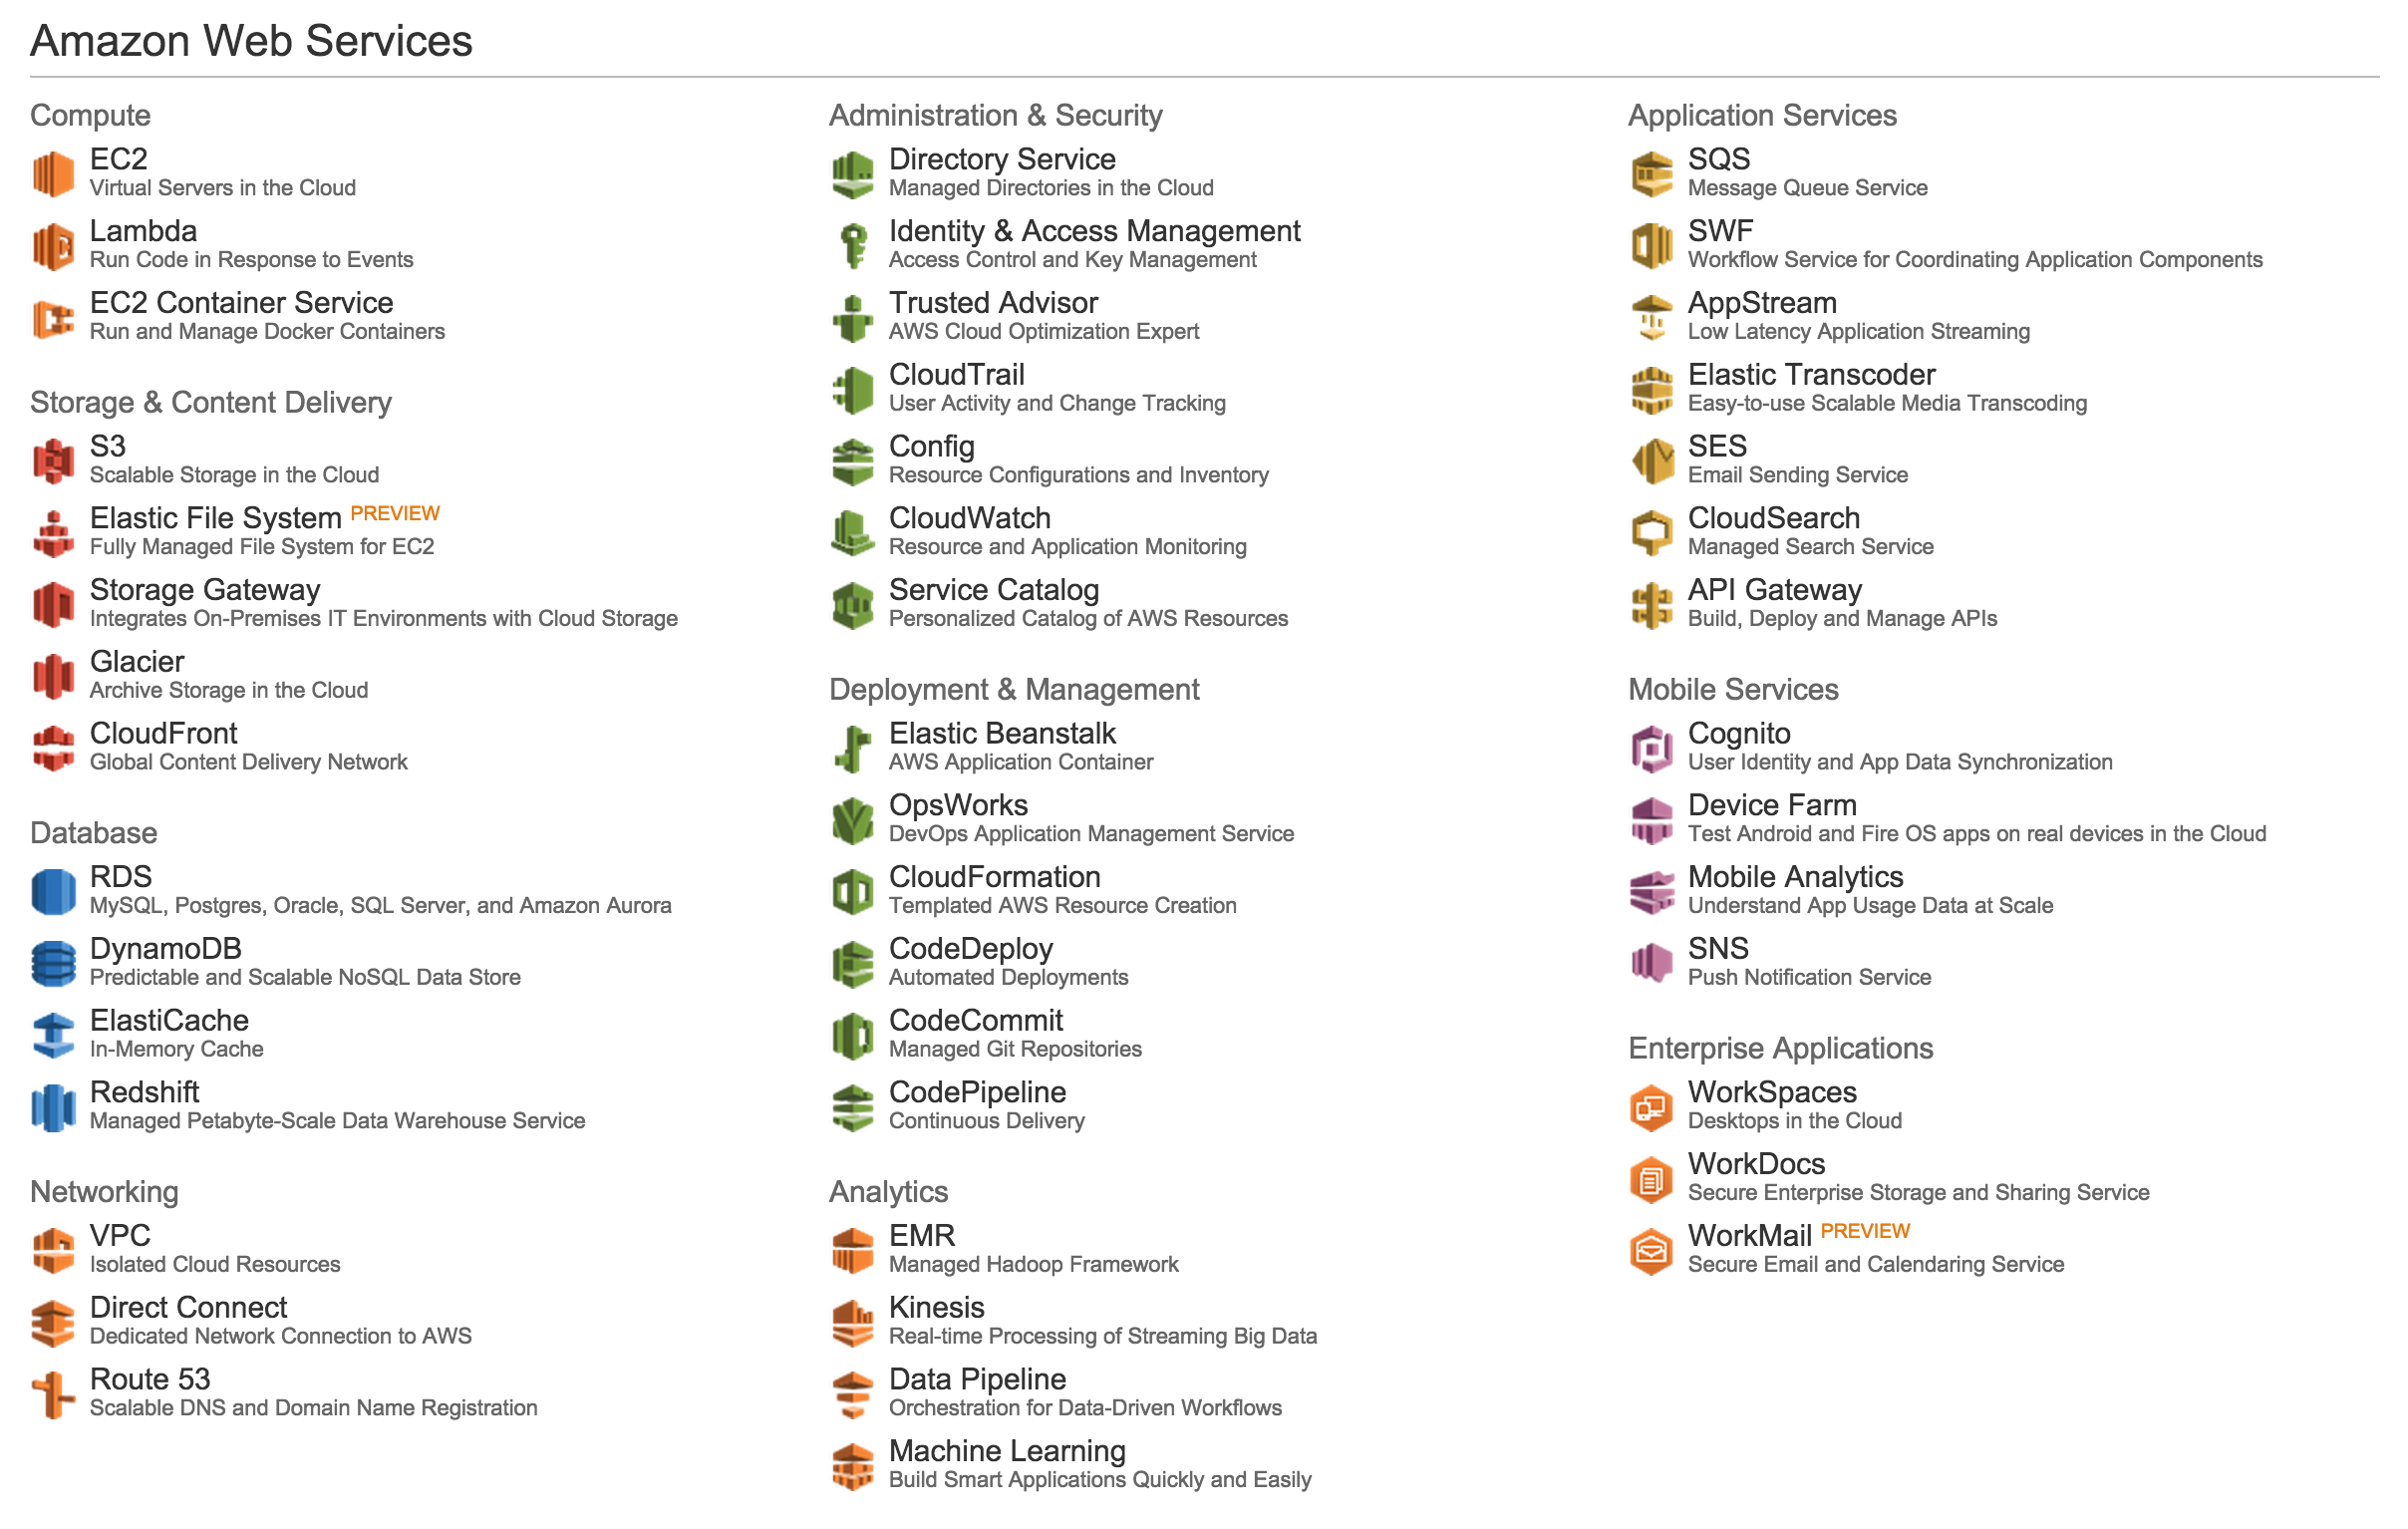 Amazon Web Services
Compute
EC2
Virtual Servers in the Cloud
Lambda
Run Code in Response to Events
EC2 Container Service
Run and Manage Docker Containers
Storage & Content Delivery
S3
Scalable Storage in the Cloud
Elastic File System PREVIEW
Fully Managed File System for EC2
Storage Gateway
Integrates On-Premises IT Environments with Cloud Storage
Glacier
Archive Storage in the Cloud
CloudFront
Global Content Delivery Network
Database
RDS
MySQL, Postgres, Oracle, SQL Server, and Amazon Aurora
DynamoDB
Predictable and Scalable NoSQL Data Store
ElastiCache
In-Memory Cache
Redshift
Managed Petabyte-Scale Data Warehouse Service
Networking
VPC
Isolated Cloud Resources
Direct Connect
Dedicated Network Connection to AWS
Route 53
Scalable DNS and Domain Name Registration
Administration & Security
Directory Service
Managed Directories in the Cloud
Identity & Access Management
Access Control and Key Management
Trusted Advisor
AWS Cloud Optimization Expert
CloudTrail
User Activity and Change Tracking
Config
Resource Configurations and Inventory
CloudWatch
Resource and Application Monitoring
Service Catalog
Personalized Catalog of AWS Resources
Deployment & Management
Elastic Beanstalk
AWS Application Container
OpsWorks
DevOps Application Management Service
CloudFormation
Templated AWS Resource Creation
CodeDeploy
Automated Deployments
CodeCommit
Managed Git Repositories
CodePipeline
Continuous Delivery
Analytics
EMR
Managed Hadoop Framework
Kinesis
Real-time Processing of Streaming Big Data
Data Pipeline
Orchestration for Data-Driven Workflows
Machine Learning
Build Smart Applications Quickly and Easily
Application Services
SQS
Message Queue Service
SWF
Workflow Service for Coordinating Application Components
AppStream
Low Latency Application Streaming
Elastic Transcoder
Easy-to-use Scalable Media Transcoding
SES
Email Sending Service
CloudSearch
Managed Search Service
API Gateway
Build, Deploy and Manage APIs
Mobile Services
Cognito
User Identity and App Data Synchronization
Device Farm
Test Android and Fire OS apps on real devices in the Cloud
Mobile Analytics
Understand App Usage Data at Scale
SNS
Push Notification Service
Enterprise Applications
WorkSpaces
Desktops in the Cloud
WorkDocs
Secure Enterprise Storage and Sharing Service
WorkMail PREVIEW
Secure Email and Calendaring Service